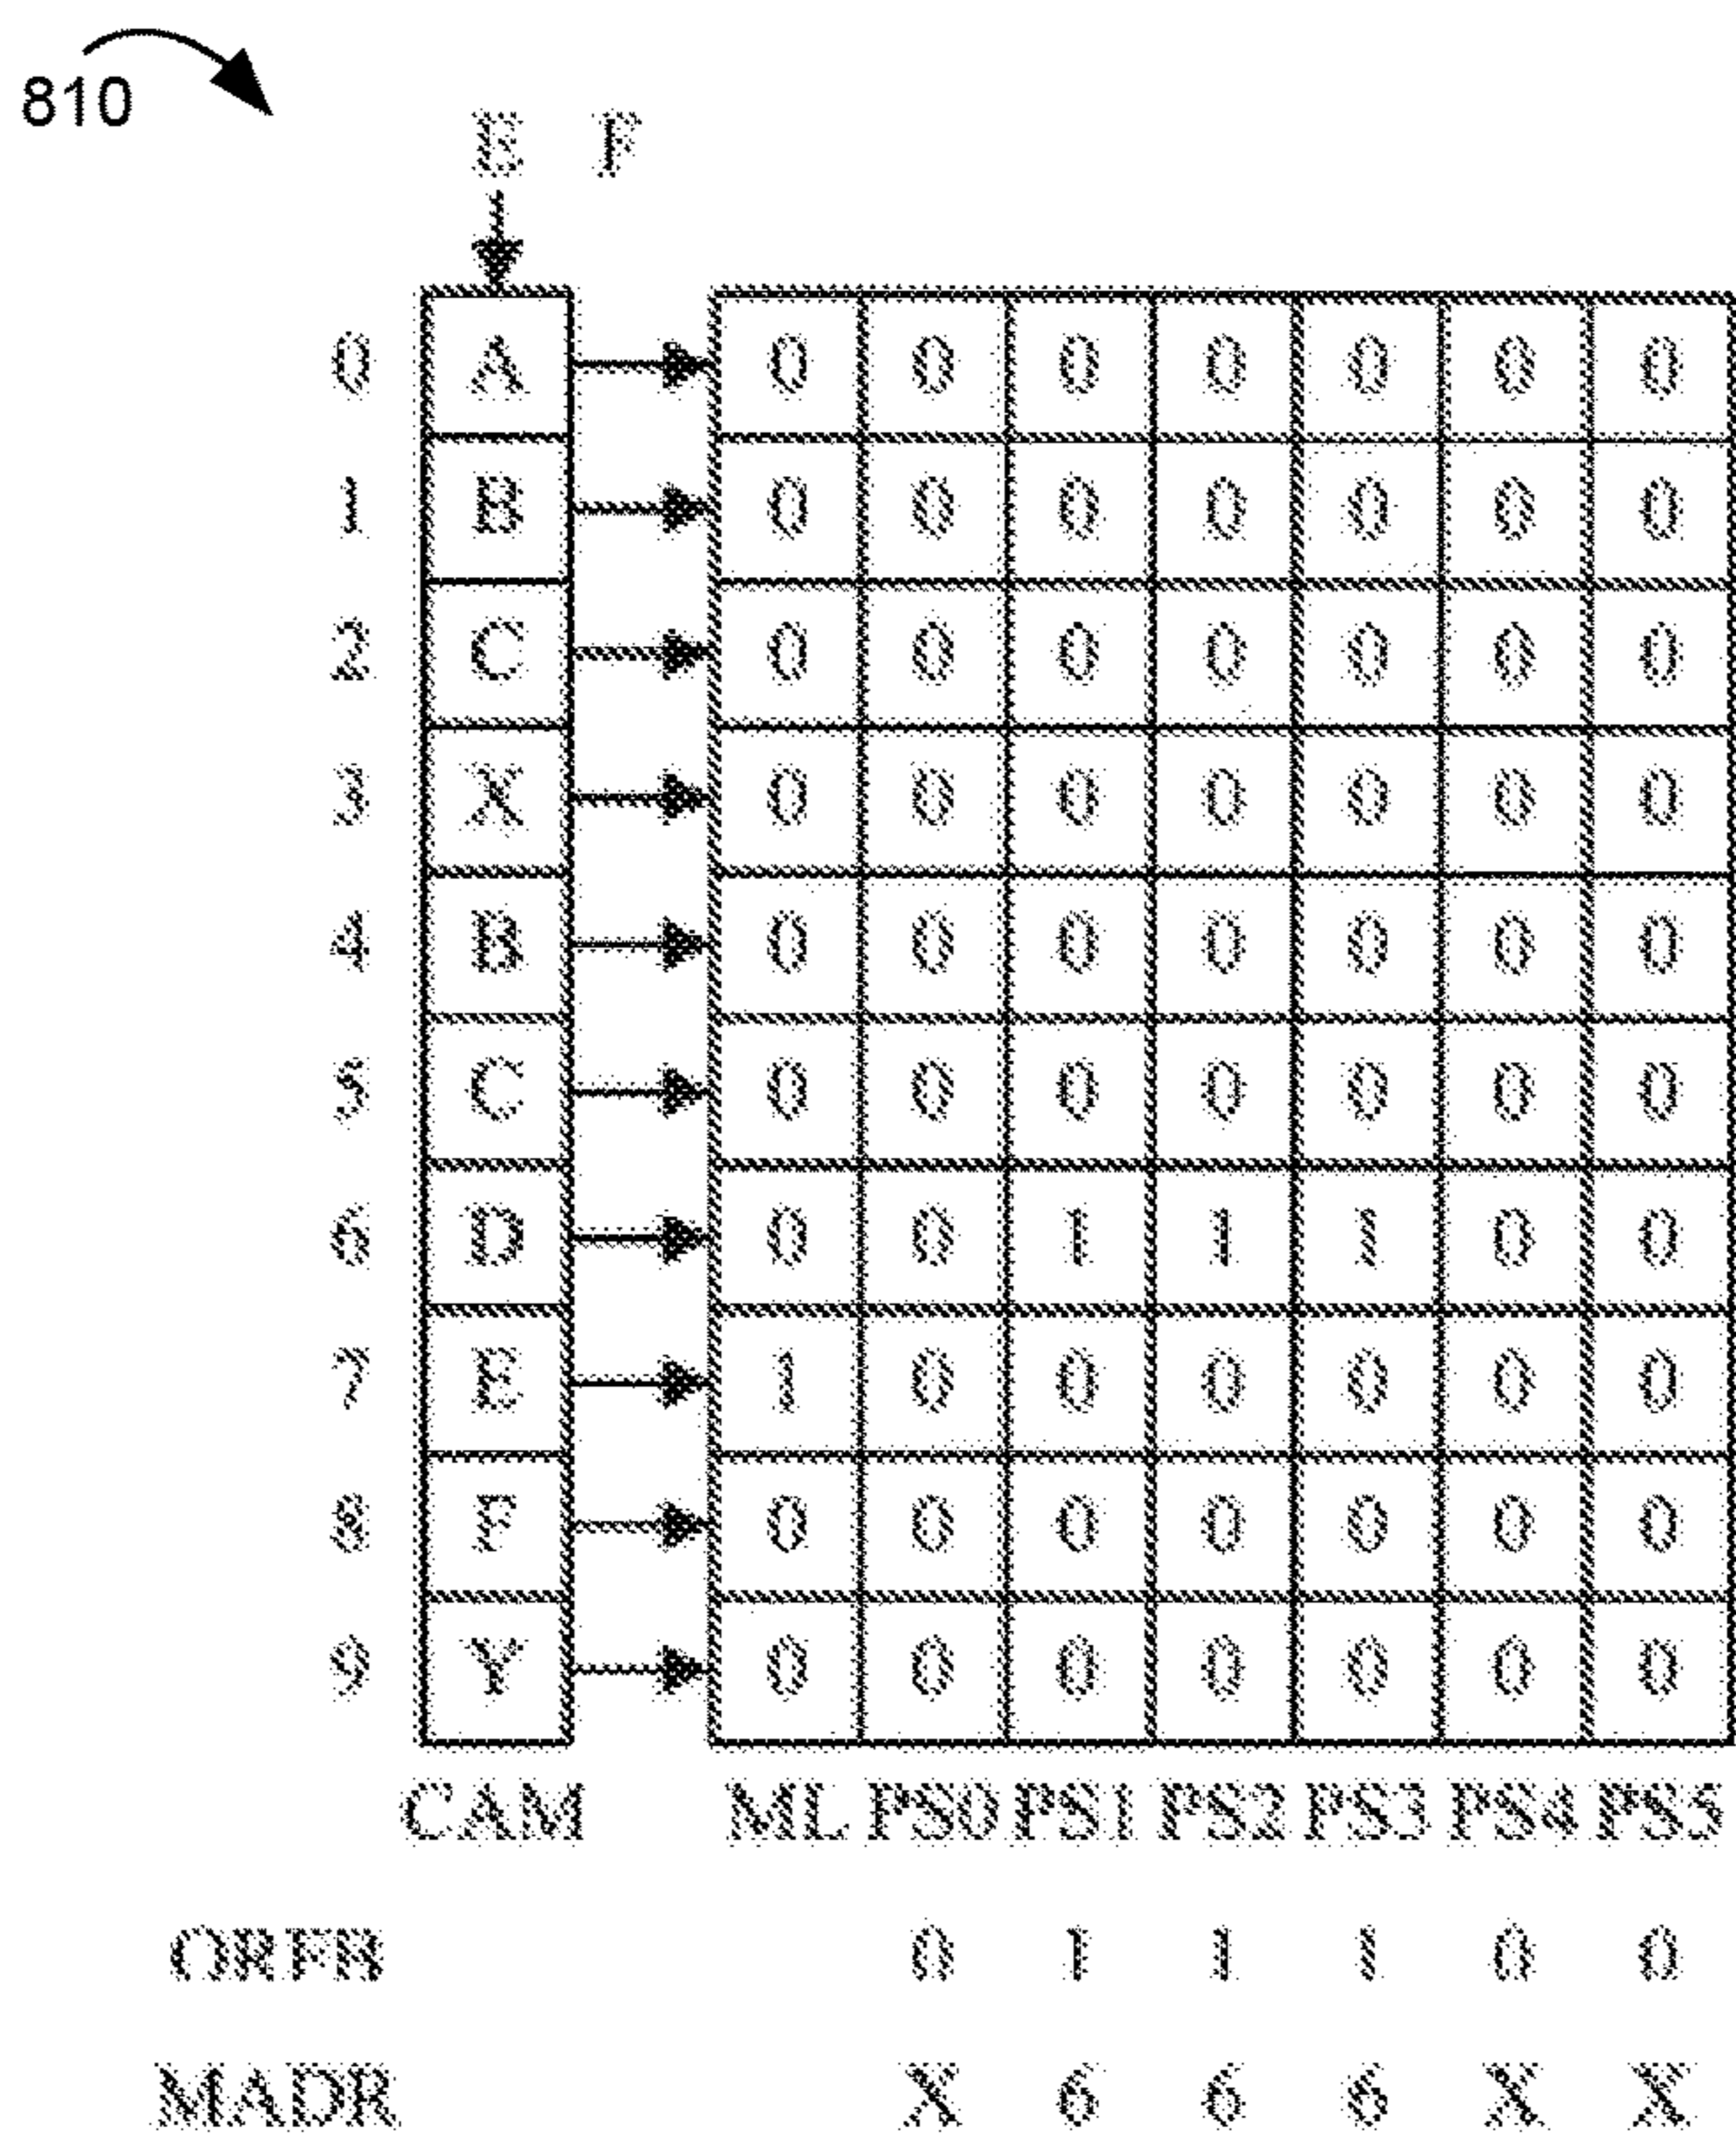 810
E F
0 A 0 0 0 0 0 0 0
1 B 0 0 0 0 0 0 0
2 C 0 0 0 0 0 0 0
3 X 0 0 0 0 0 0 0
4 B 0 0 0 0 0 0 0
5 C 0 0 0 0 0 0 0
6 D 0 0 1 1 1 0 0
7 E 1 0 0 0 0 0 0
8 F 0 0 0 0 0 0 0
9 Y 0 0 0 0 0 0 0
CAM ML PS0 PS1 PS2 PS3 PS4 PS5
ORFB 0 1 1 1 0 0
MADR X 6 6 6 X X